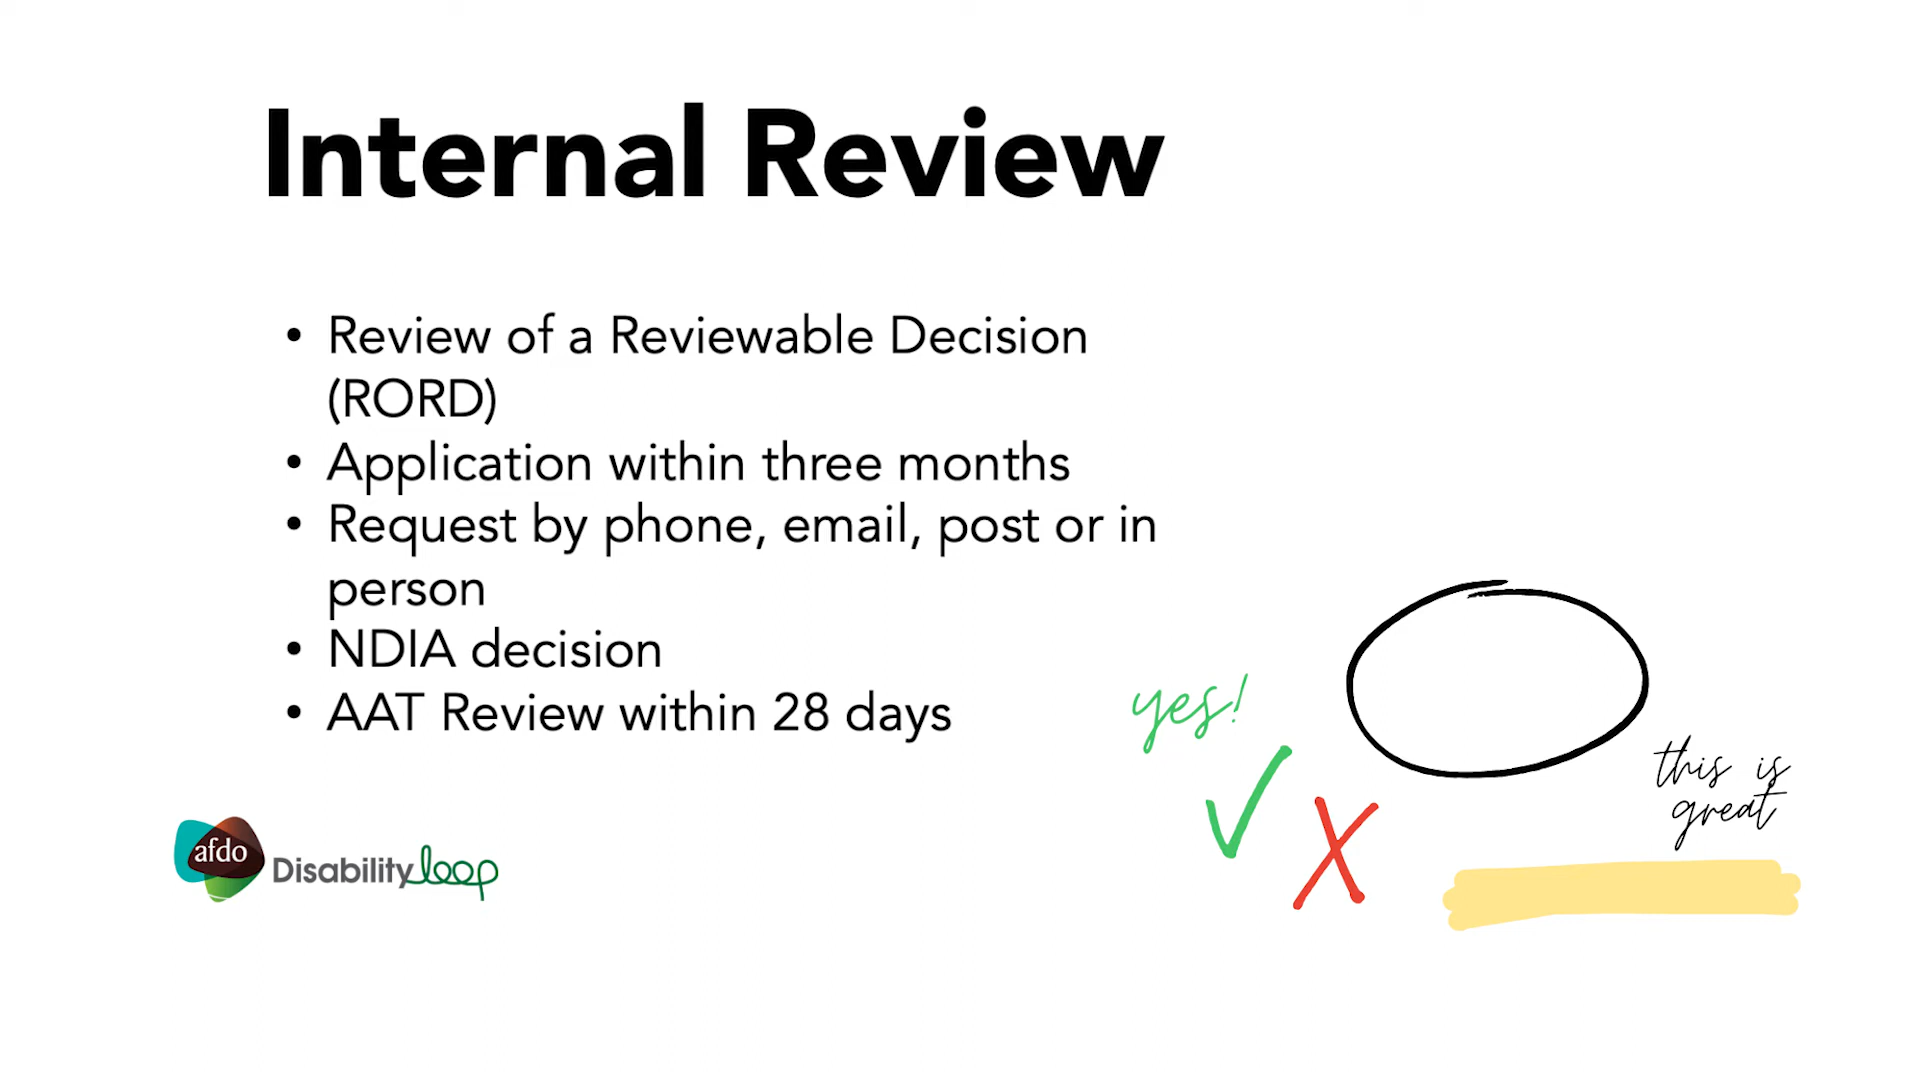 Internal Review
• Review of a Reviewable Decision
(RORD)
• Application within three months
• Request by phone, email, post or in
person
• NDIA decision
• AAT Review within 28 days
yes!
this is
great
afdo
Disability loop